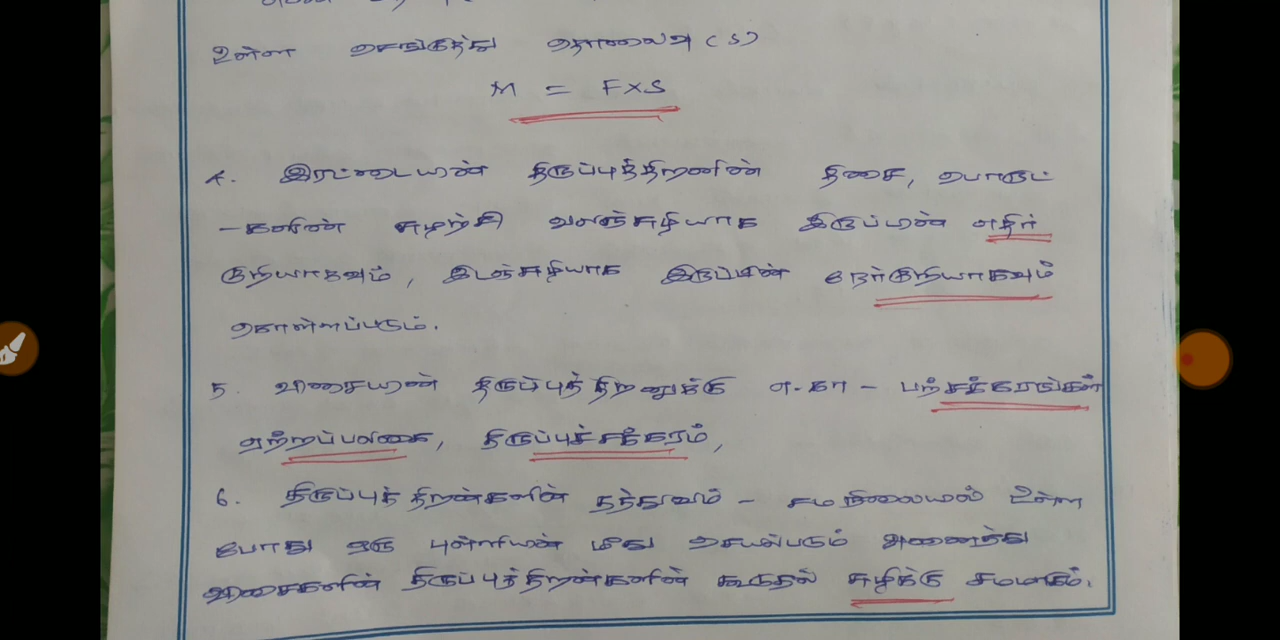 உள்ள செங்குத்து தொலைவு (S)
M = F×S
4. இரட்டையின் திருப்புத்திறனின் திசை, பொருட்
-களின் சுழற்சி வலஞ்சுழியாக இருப்பின் எதிர்
குறியாகவும், இடஞ்சுழியாக இருப்பின் நேர்குறியாகவும்
கொள்ளப்படும்.
5. விசையின் திருப்புத்திறனுக்கு எ.கா - பற்சக்கரங்கள்
ஏற்றப்பலகை, திருப்புச்சக்கரம்,
6. திருப்புத்திறன்களின் தத்துவம் - சமநிலையில் உள்ள
போது ஒரு புள்ளியின் மீது செயல்படும் அனைத்து
விசைகளின் திருப்புத்திறன்களின் கூடுதல் சுழிக்கு சமமாகும்.